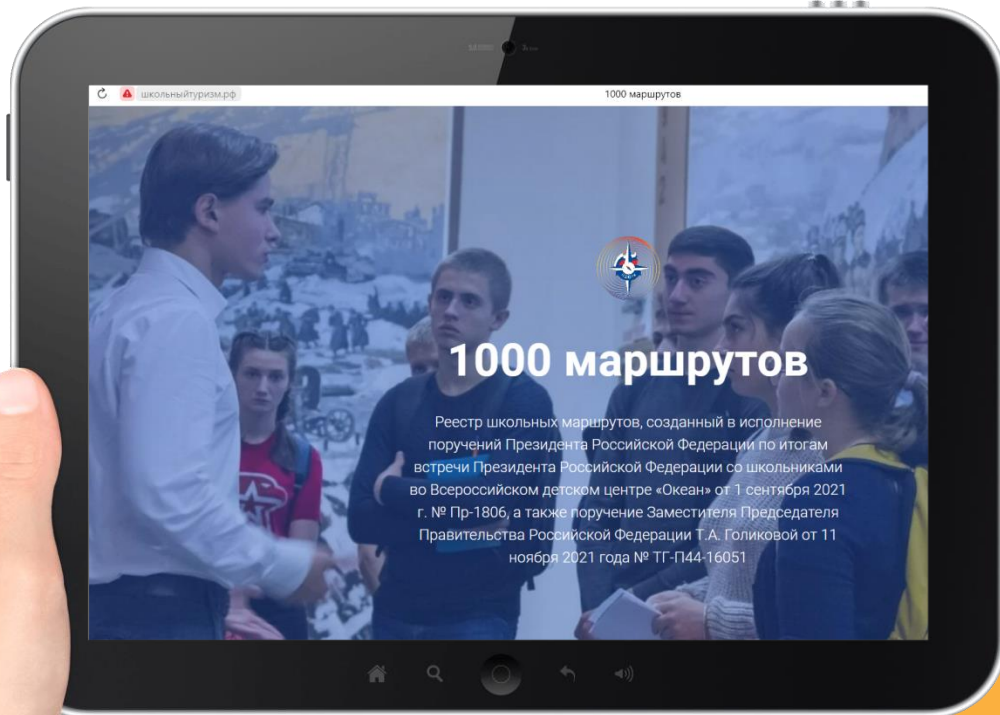 школьныйтуризм.рф
1000 маршрутов
1000 маршрутов
Реестр школьных маршрутов, созданный в исполнение
поручений Президента Российской Федерации по итогам
встречи Президента Российской Федерации со школьниками
во Всероссийском детском центре «Океан» от 1 сентября 2021
г. № Пр-1806, а также поручение Заместителя Председателя
Правительства Российской Федерации Т.А. Голиковой от 11
ноября 2021 года № ТГ-П44-16051